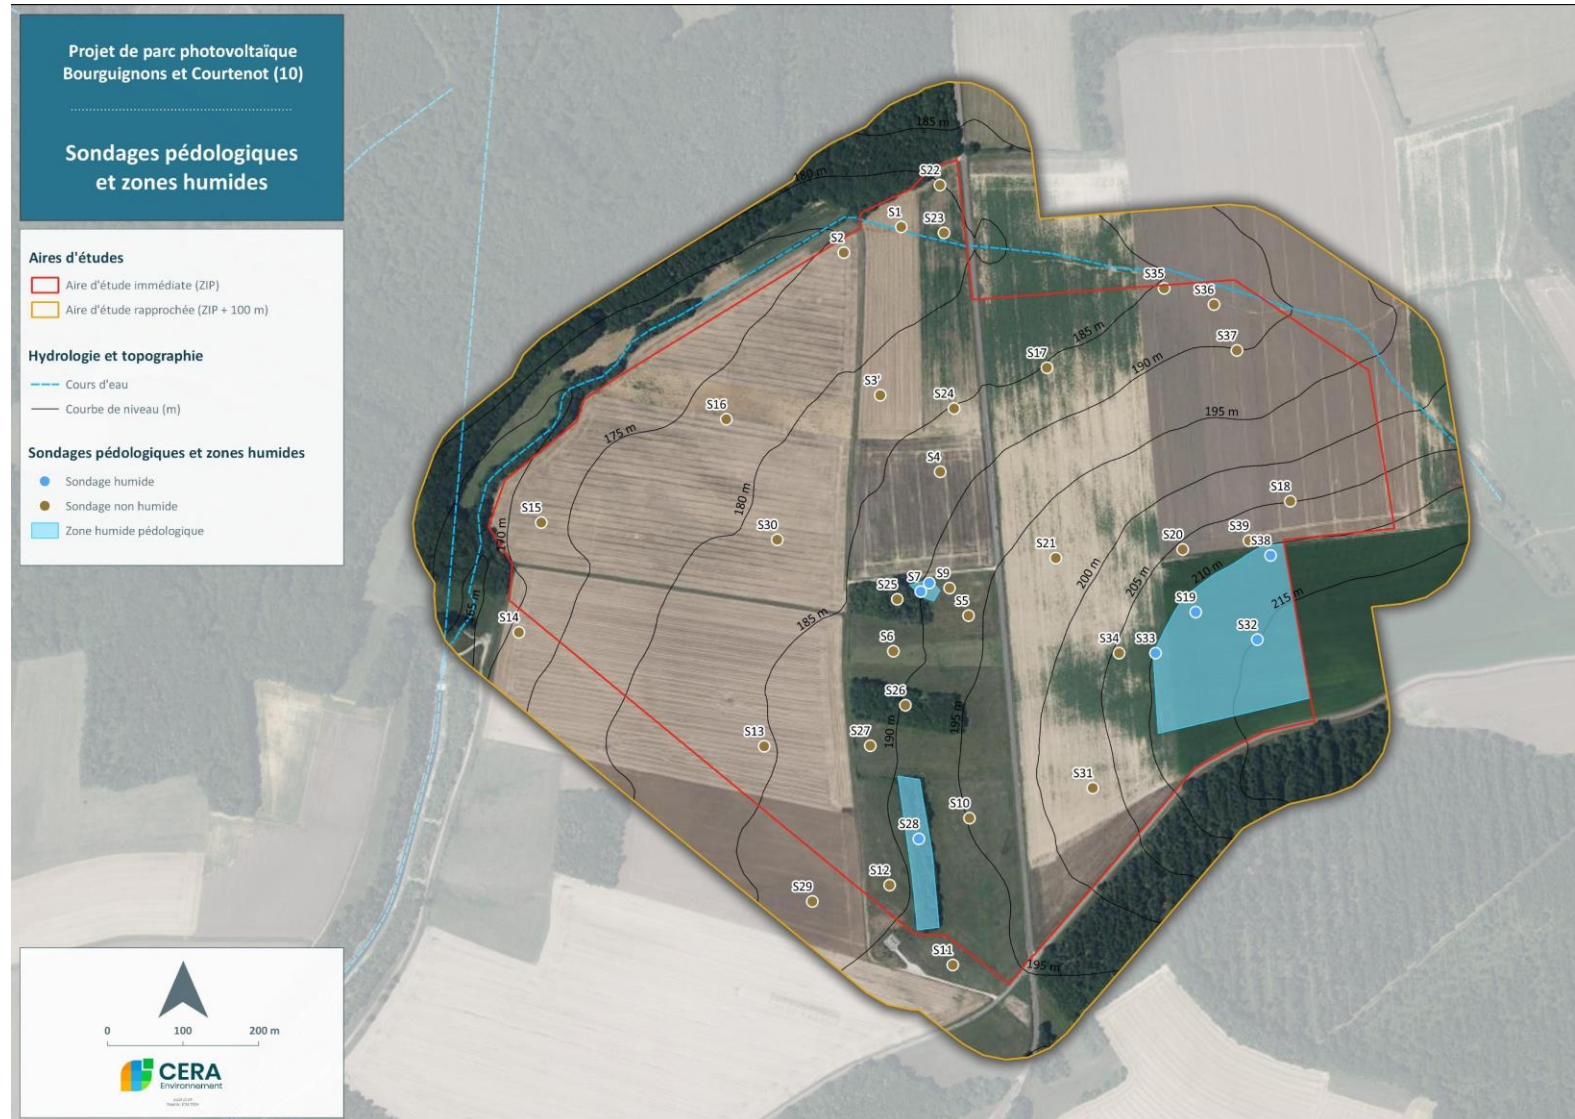 Projet de parc photovoltaïque
Bourguignons et Courtenot (10)
Sondages pédologiques
et zones humides
Aires d'études
Aire d'étude immédiate (ZIP)
Aire d'étude rapprochée (ZIP + 100 m)
Hydrologie et topographie
Cours d'eau
Courbe de niveau (m)
Sondages pédologiques et zones humides
Sondage humide
Sondage non humide
Zone humide pédologique
0 100 200 m
CERA
Environnement
185 m
180 m
S22
S1
S23
S2
S35
S36
185 m
S37
S17
190 m
S3'
S24
195 m
S16
175 m
S4
180 m
S18
S15
170 m
S30
S39
S38
S20
S21
200 m
205 m
210 m
S7
S9
S25
S5
165 m
185 m
S19
215 m
S14
S6
S34
S33
S32
S26
195 m
190 m
S13
S27
S31
S10
S28
S12
S29
S11
195 m